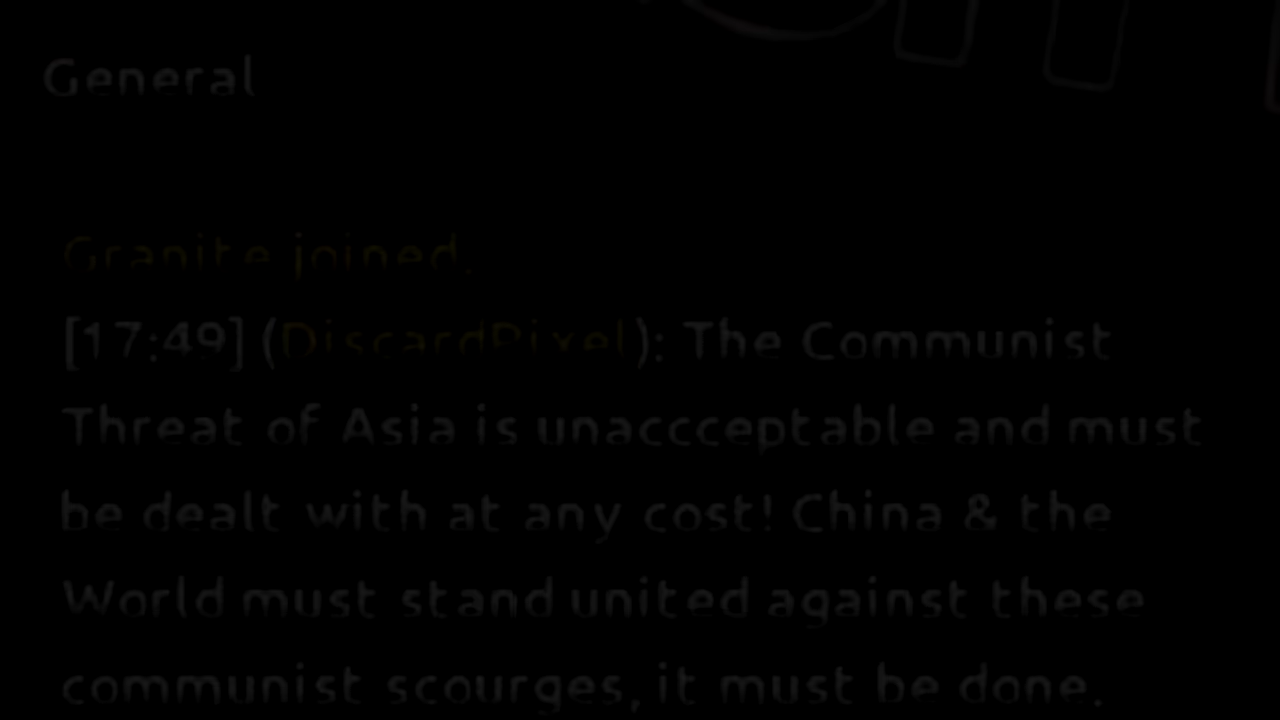 General
Granite joined.
[17:49] (DiscardPixel): The Communist
Threat of Asia is unaccceptable and must
be dealt with at any cost! China & the
World must stand united against these
communist scourges, it must be done.